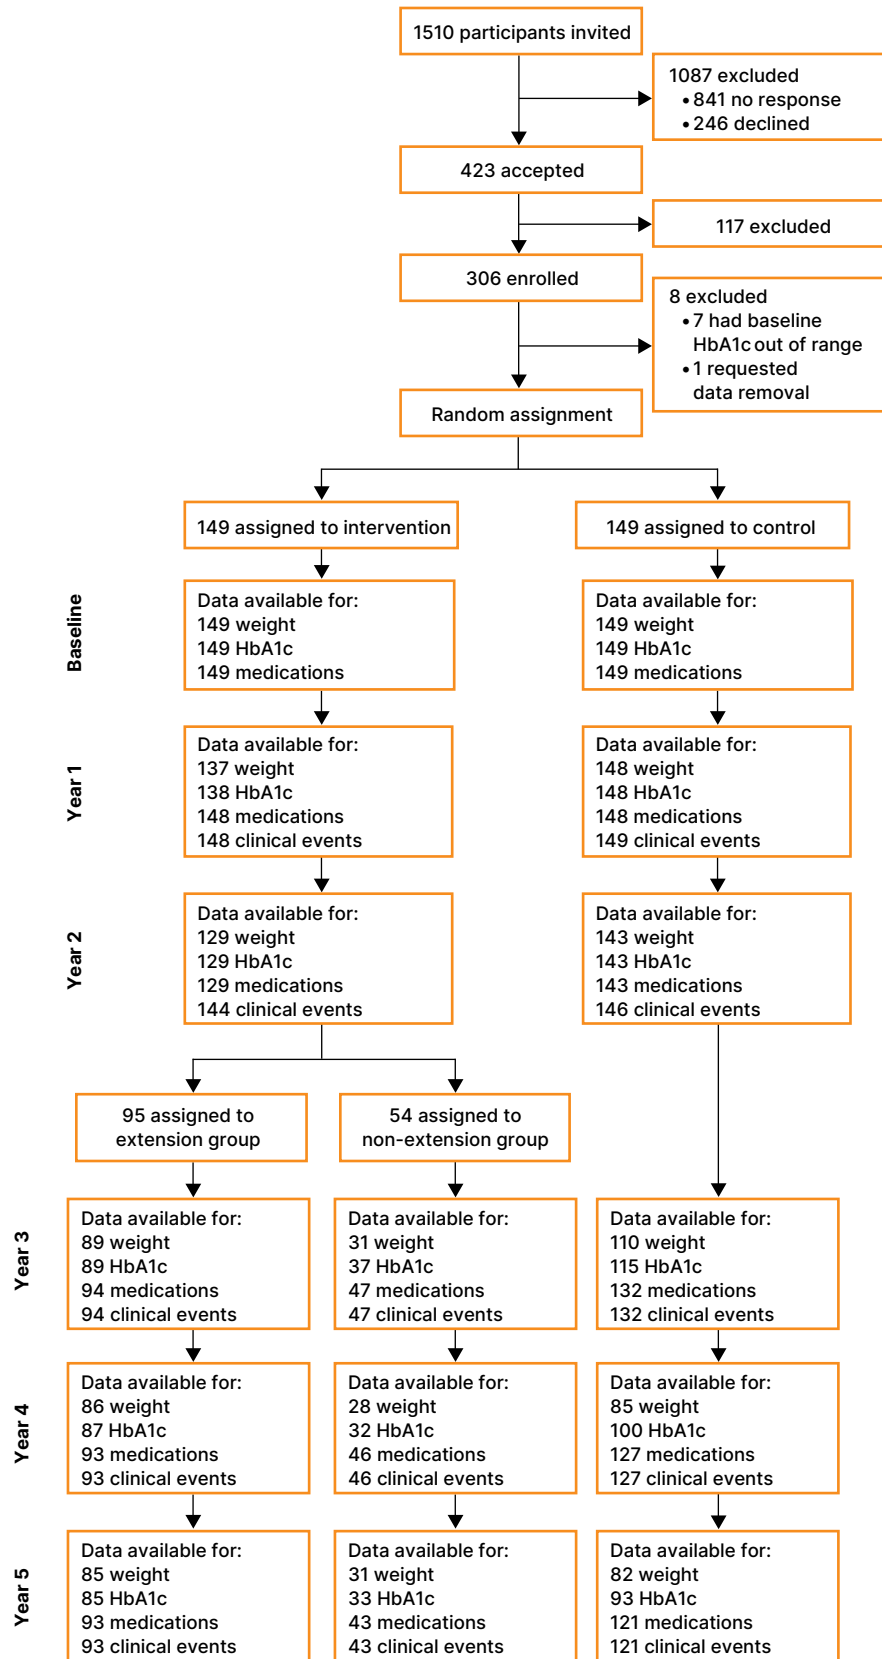 1510 participants invited
1087 excluded
• 841 no response
• 246 declined
423 accepted
117 excluded
306 enrolled
8 excluded
• 7 had baseline
HbA1c out of range
• 1 requested
data removal
Random assignment
149 assigned to intervention
149 assigned to control
Baseline
Data available for:
149 weight
149 HbA1c
149 medications
Data available for:
149 weight
149 HbA1c
149 medications
Year 1
Data available for:
137 weight
138 HbA1c
148 medications
148 clinical events
Data available for:
148 weight
148 HbA1c
148 medications
149 clinical events
Year 2
Data available for:
129 weight
129 HbA1c
129 medications
144 clinical events
Data available for:
143 weight
143 HbA1c
143 medications
146 clinical events
95 assigned to
extension group
54 assigned to
non-extension group
Year 3
Data available for:
89 weight
89 HbA1c
94 medications
94 clinical events
Data available for:
31 weight
37 HbA1c
47 medications
47 clinical events
Data available for:
110 weight
115 HbA1c
132 medications
132 clinical events
Year 4
Data available for:
86 weight
87 HbA1c
93 medications
93 clinical events
Data available for:
28 weight
32 HbA1c
46 medications
46 clinical events
Data available for:
85 weight
100 HbA1c
127 medications
127 clinical events
Year 5
Data available for:
85 weight
85 HbA1c
93 medications
93 clinical events
Data available for:
31 weight
33 HbA1c
43 medications
43 clinical events
Data available for:
82 weight
93 HbA1c
121 medications
121 clinical events